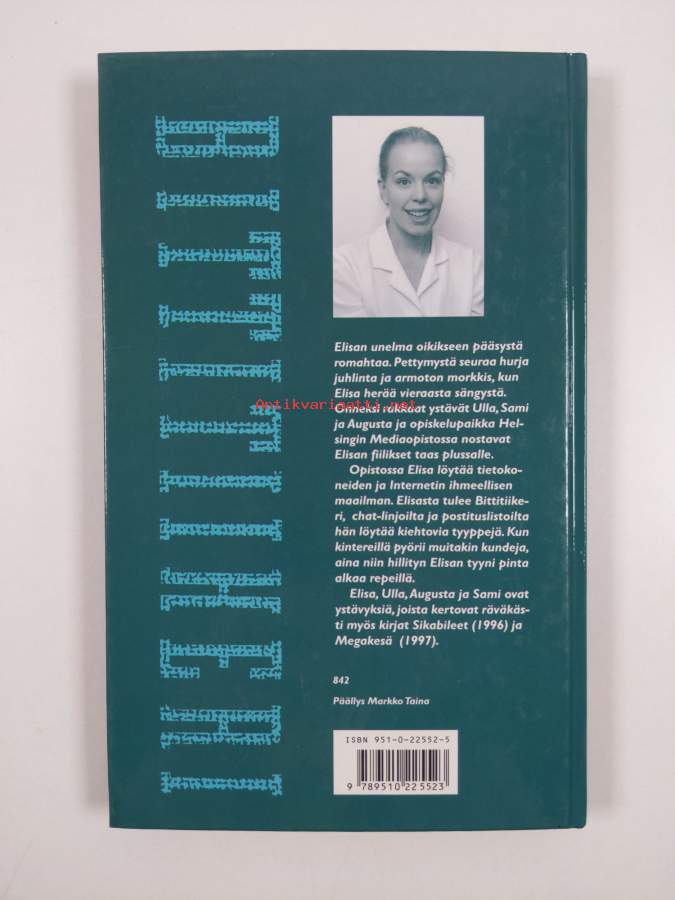 BITTITIIKERI
Elisan unelma oikikseen pääsystä
romahtaa. Pettymystä seuraa hurja
juhlinta ja armoton morkkis, kun
Elisa herää vieraasta sängystä.
Antikvariaatti.net
Onneksi rakkaat ystävät Ulla, Sami
ja Augusta ja opiskelupaikka Hel-
singin Mediaopistossa nostavat
Elisan fiilikset taas plussalle.
Opistossa Elisa löytää tietoko-
neiden ja Internetin ihmeellisen
maailman. Elisasta tulee Bittitiike-
ri, chat-linjoilta ja postituslistoilta
hän löytää kiehtovia tyyppejä. Kun
kintereillä pyörii muitakin kundeja,
aina niin hillityn Elisan tyyni pinta
alkaa repeillä.
Elisa, Ulla, Augusta ja Sami ovat
ystävyksiä, joista kertovat räväkäs-
ti myös kirjat Sikabileet (1996) ja
Megakesä (1997).
842
Päällys Markko Taina
ISBN 951-0-22552-5
9 789510 225523